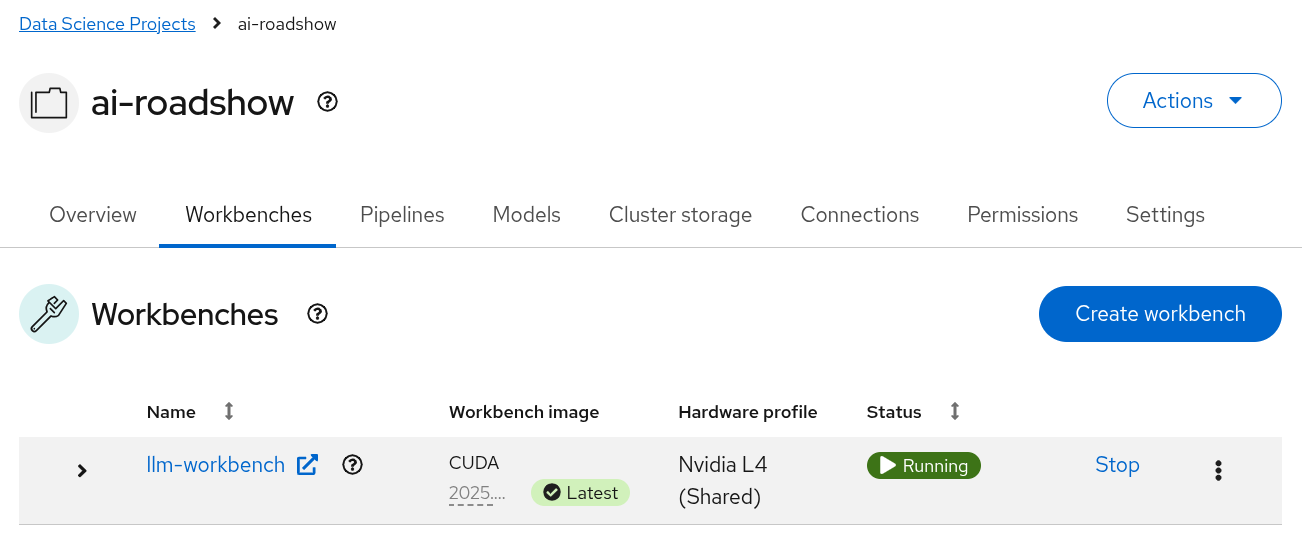 Data Science Projects > ai-roadshow
ai-roadshow
Actions
Overview Workbenches Pipelines Models Cluster storage Connections Permissions Settings
Workbenches
Create workbench
Name Workbench image Hardware profile Status
llm-workbench CUDA Nvidia L4 Running Stop
2025.... Latest (Shared)